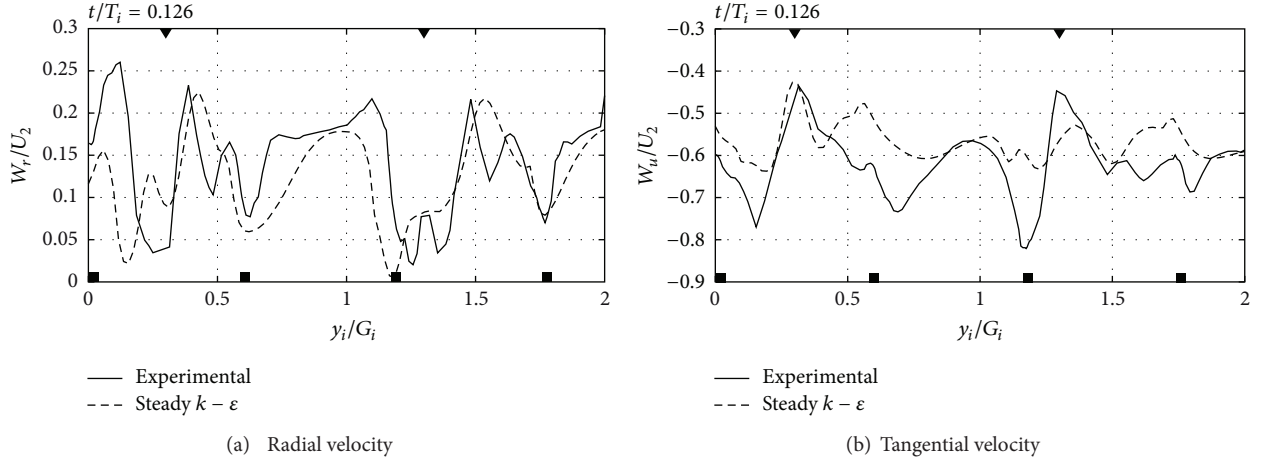 t/T_i = 0.126
0.3
0.25
0.2
0.15
0.1
0.05
0
W_r/U_2
0 0.5 1 1.5 2
y_i/G_i
Experimental
Steady k − ε
(a) Radial velocity
t/T_i = 0.126
−0.3
−0.4
−0.5
−0.6
−0.7
−0.8
−0.9
W_u/U_2
0 0.5 1 1.5 2
y_i/G_i
Experimental
Steady k − ε
(b) Tangential velocity